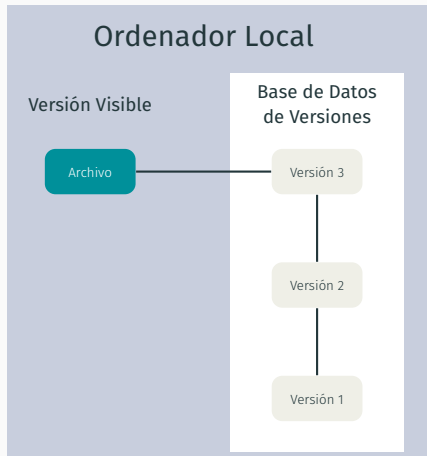 Ordenador Local
Versión Visible
Base de Datos
de Versiones
Archivo
Versión 3
Versión 2
Versión 1